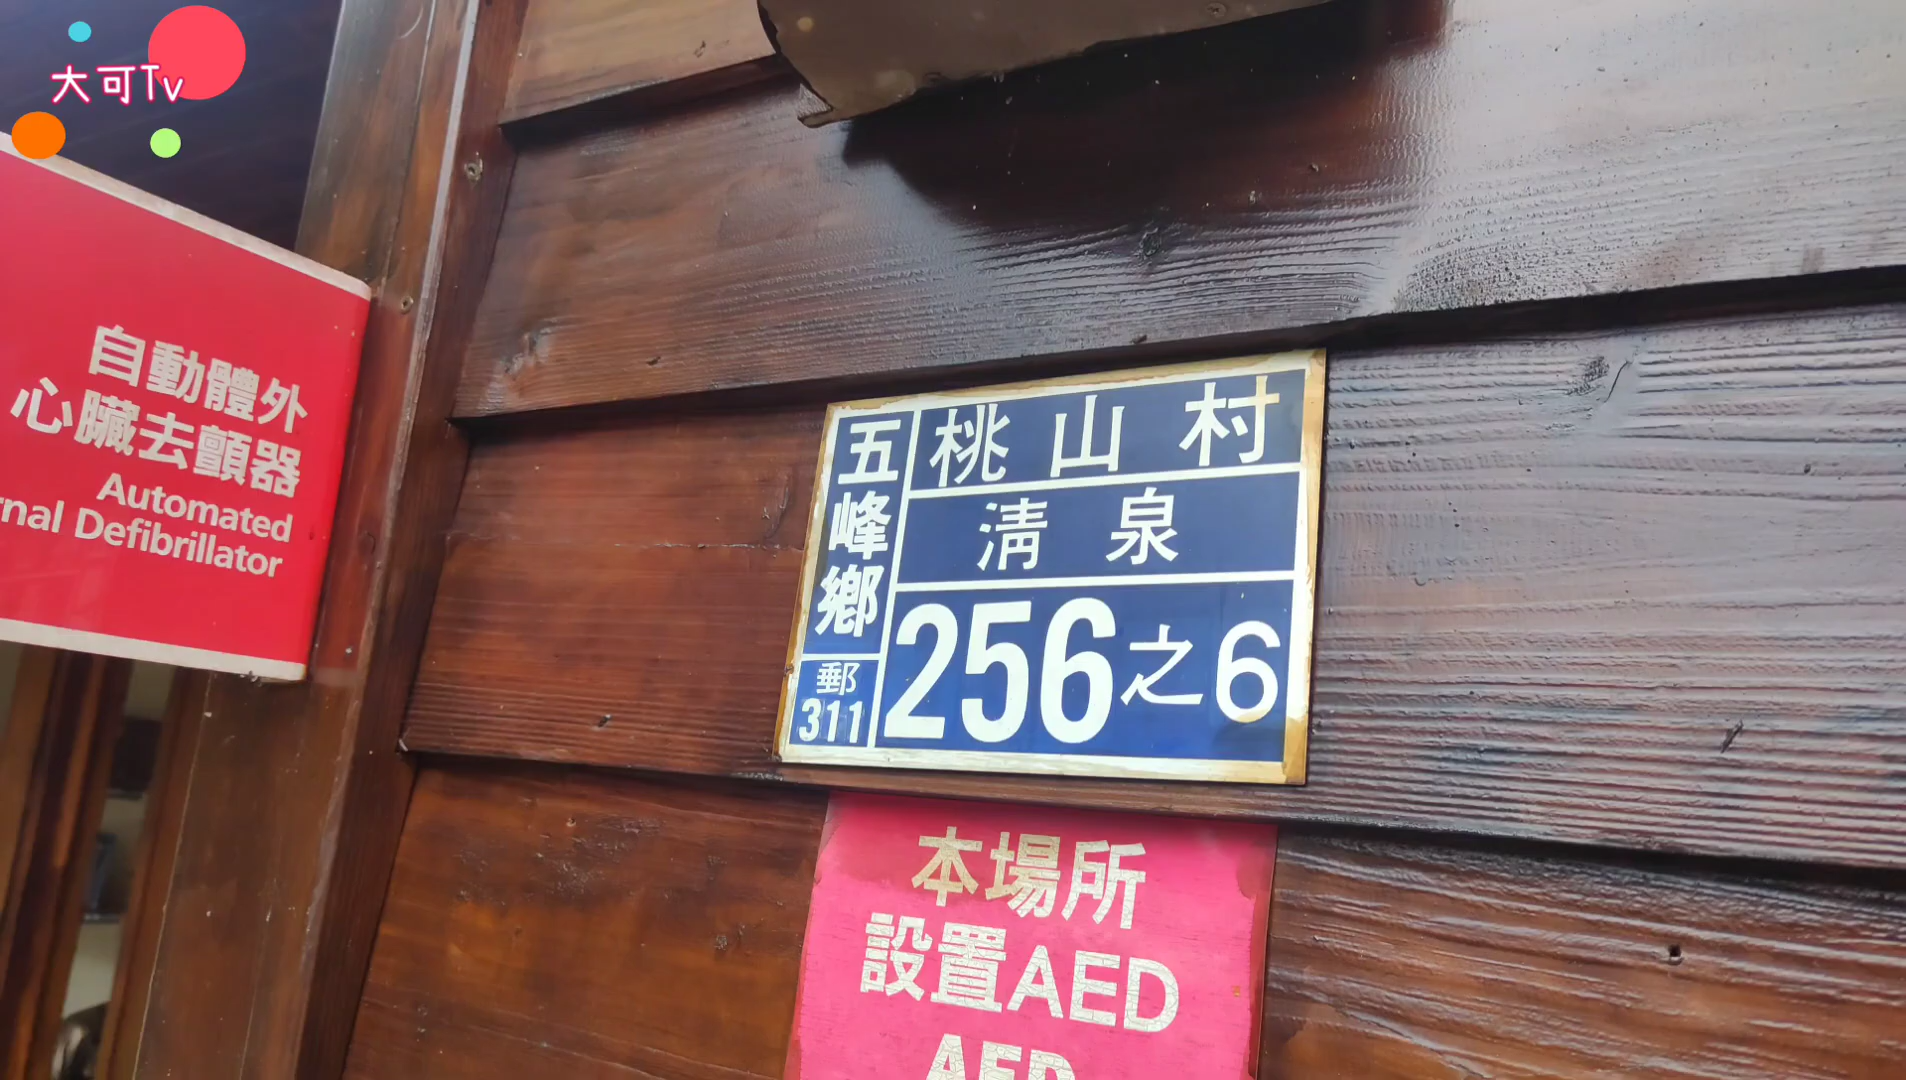 大可Tv
自動體外
心臟去顫器
Automated
rnal Defibrillator
五峰鄉
郵
311
桃山村
清泉
256之6
本場所
設置AED
AED